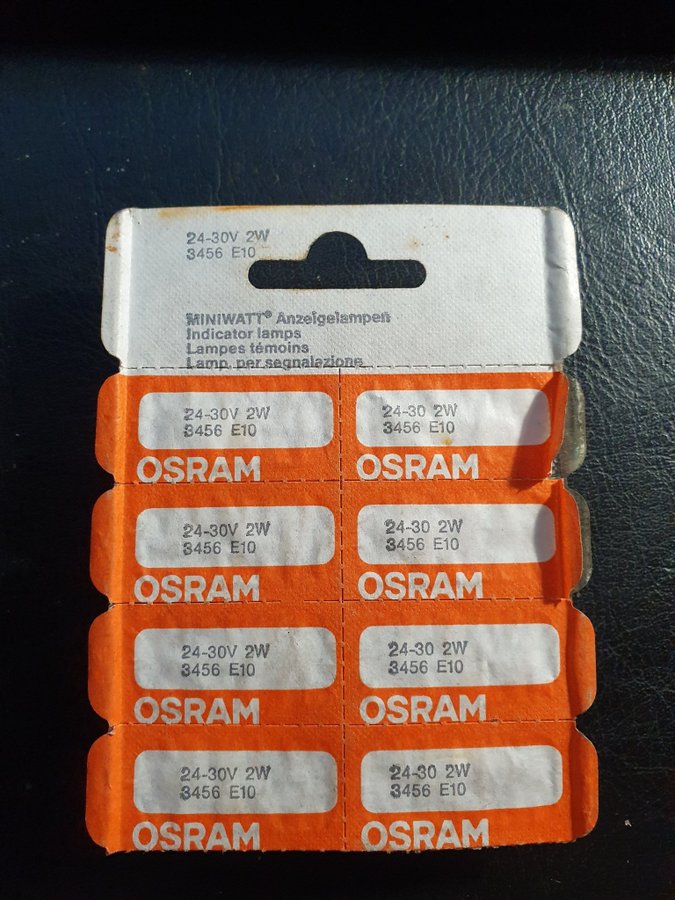 24-30V 2W
3456 E10
MINIWATT® Anzeigelampen
Indicator lamps
Lampes témoins
Lamp. per segnalazione
24-30V 2W
3456 E10
OSRAM
24-30 2W
3456 E10
OSRAM
24-30V 2W
3456 E10
OSRAM
24-30 2W
3456 E10
OSRAM
24-30V 2W
3456 E10
OSRAM
24-30 2W
3456 E10
OSRAM
24-30V 2W
3456 E10
OSRAM
24-30 2W
3456 E10
OSRAM